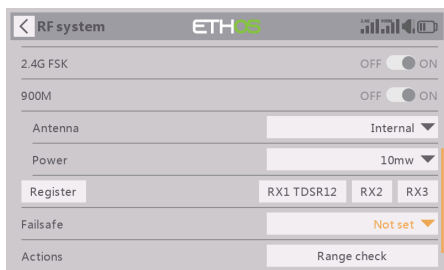 RF system ETHOS
2.4G FSK OFF ON
900M OFF ON
Antenna Internal
Power 10mw
Register RX1 TDSR12 RX2 RX3
Failsafe Not set
Actions Range check